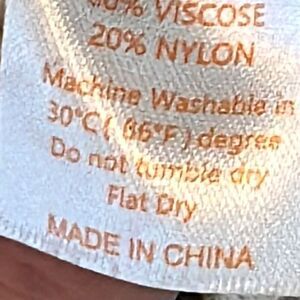 VISCOSE
20% NYLON
Machine Washable in
30°C ( 86°F ) degree
Do not tumble dry
Flat Dry
MADE IN CHINA